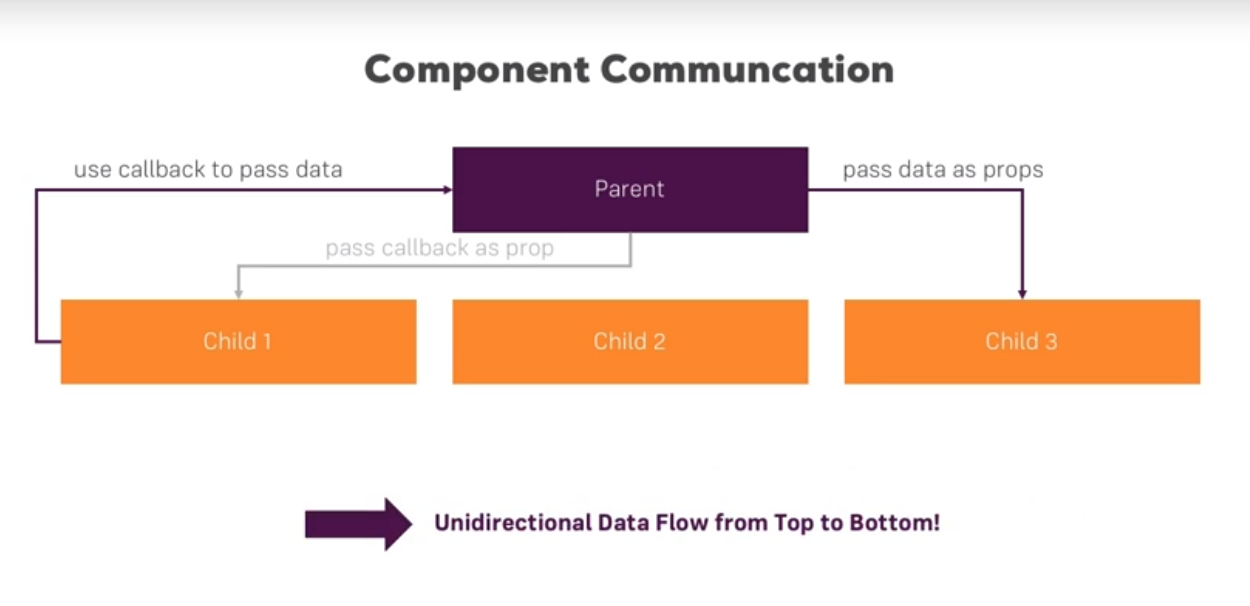 Component Communcation
use callback to pass data
Parent
pass data as props
pass callback as prop
Child 1
Child 2
Child 3
Unidirectional Data Flow from Top to Bottom!